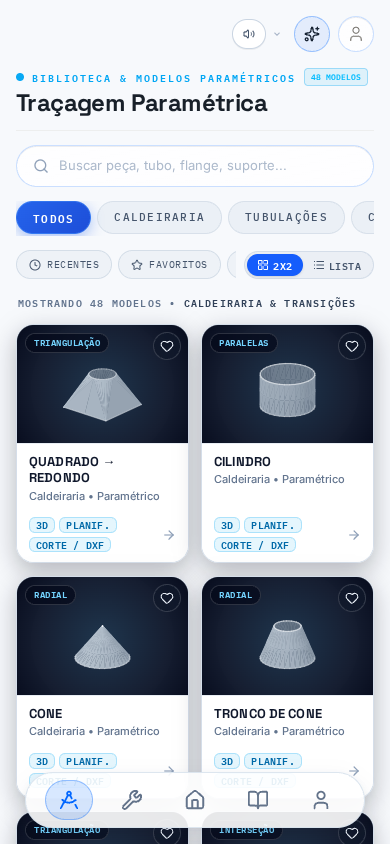 BIBLIOTECA & MODELOS PARAMÉTRICOS 48 MODELOS
Traçagem Paramétrica
Buscar peça, tubo, flange, suporte...
TODOS CALDEIRARIA TUBULAÇÕES C
RECENTES FAVORITOS 2X2 LISTA
MOSTRANDO 48 MODELOS • CALDEIRARIA & TRANSIÇÕES
TRIANGULAÇÃO
QUADRADO →
REDONDO
Caldeiraria • Paramétrico
3D PLANIF.
CORTE / DXF
PARALELAS
CILINDRO
Caldeiraria • Paramétrico
3D PLANIF.
CORTE / DXF
RADIAL
CONE
Caldeiraria • Paramétrico
3D PLANIF.
RADIAL
TRONCO DE CONE
Caldeiraria • Paramétrico
3D PLANIF.
CORTE / DXF
TRIANGULAÇÃO
INTERSEÇÃO